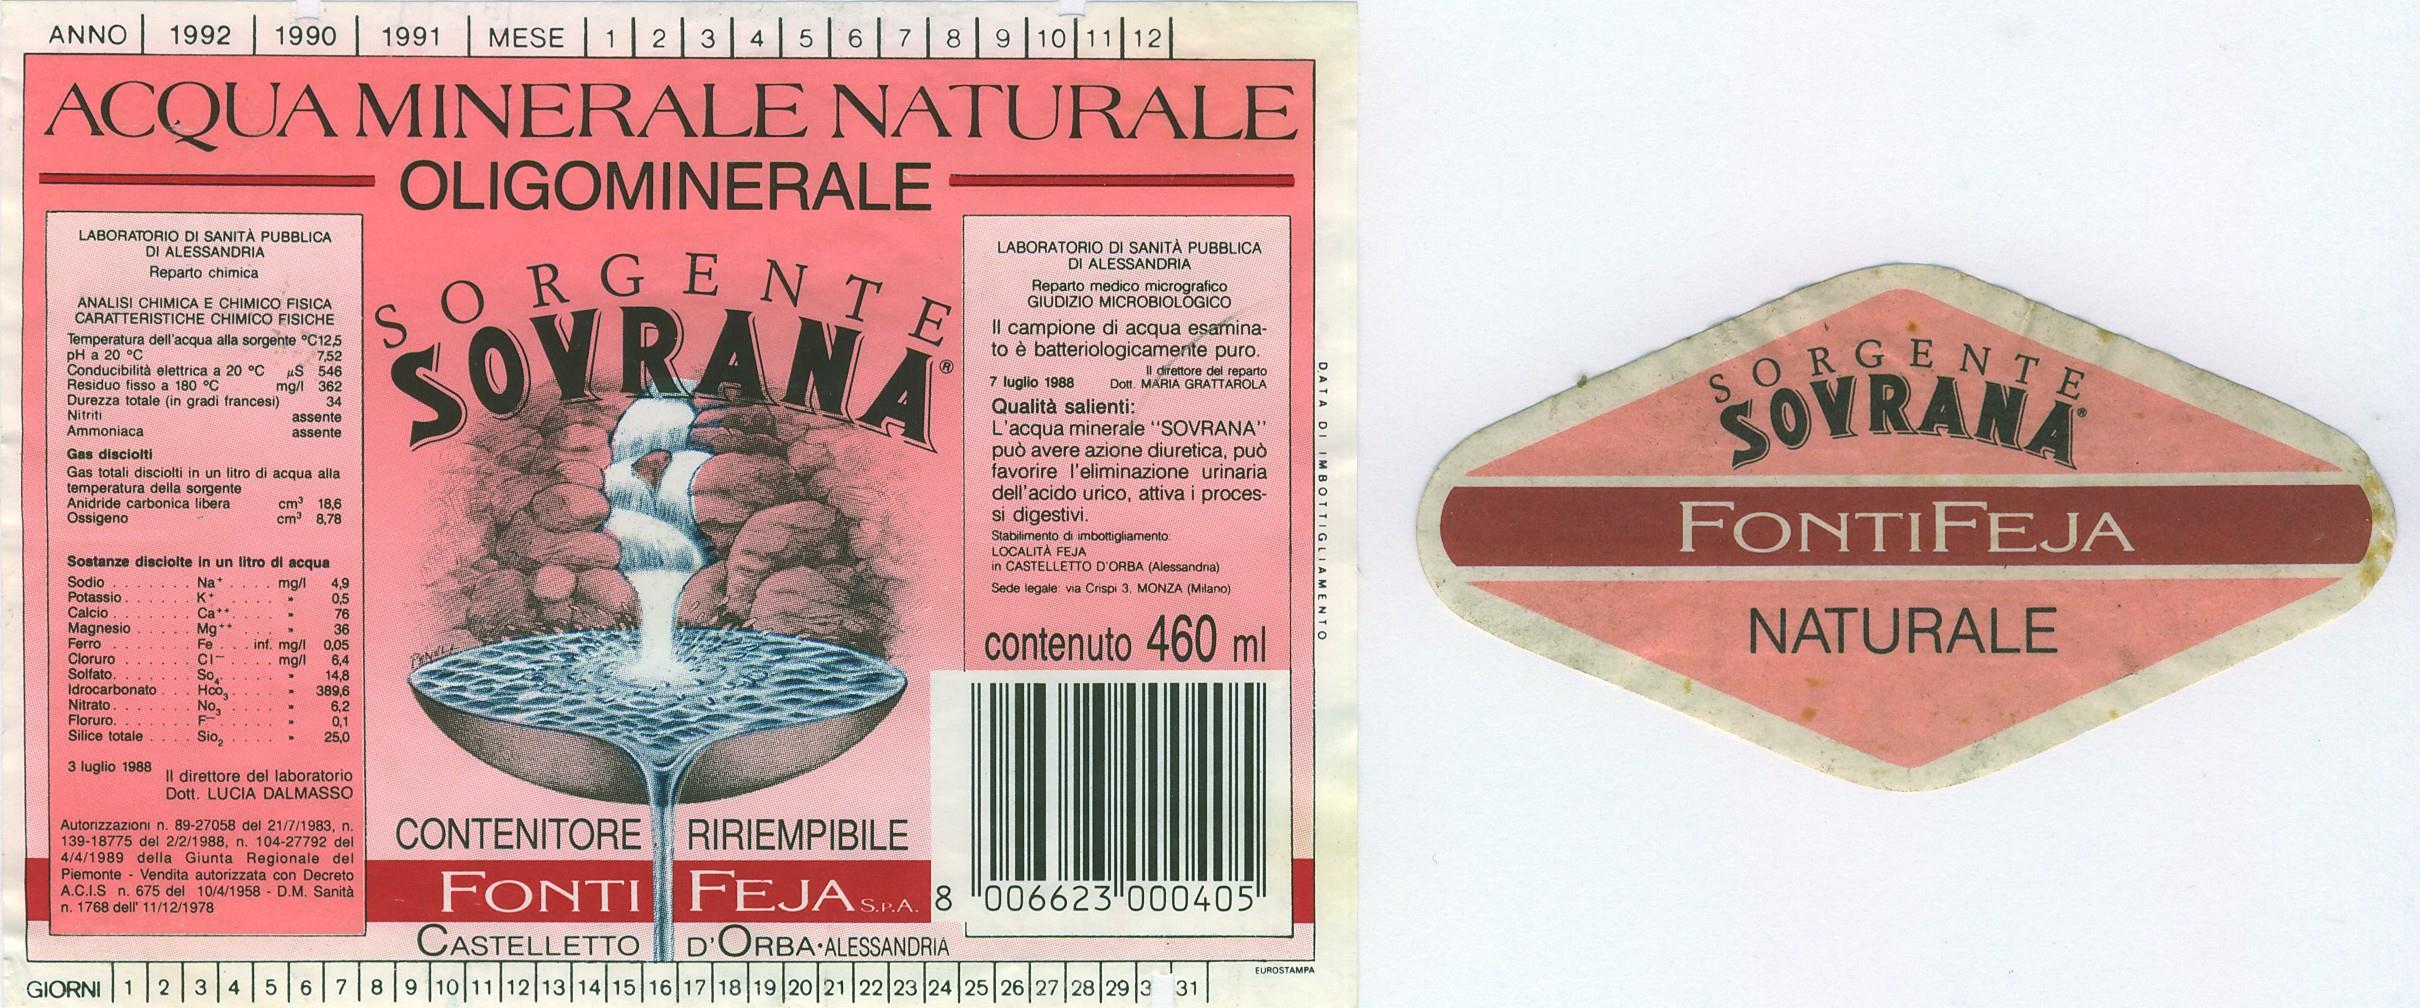 ANNO 1992 1990 1991 MESE 1 2 3 4 5 6 7 8 9 10 11 12
ACQUA MINERALE NATURALE
OLIGOMINERALE
LABORATORIO DI SANITÀ PUBBLICA
DI ALESSANDRIA
Reparto chimica
ANALISI CHIMICA E CHIMICO FISICA
CARATTERISTICHE CHIMICO FISICHE
Temperatura dell'acqua alla sorgente °C12,5
pH a 20 °C 7,52
Conducibilità elettrica a 20 °C µS 546
Residuo fisso a 180 °C mg/l 362
Durezza totale (in gradi francesi) 34
Nitriti assente
Ammoniaca assente
Gas disciolti
Gas totali disciolti in un litro di acqua alla
temperatura della sorgente
Anidride carbonica libera cm³ 18,6
Ossigeno cm³ 8,78
Sostanze disciolte in un litro di acqua
Sodio ........ Na⁺ .... mg/l 4,9
Potassio ...... K⁺ .... " 0,5
Calcio ....... Ca⁺⁺ .... " 76
Magnesio ..... Mg⁺⁺ .... " 36
Ferro ........ Fe ... inf. mg/l 0,05
Cloruro ...... Cl⁻ .... mg/l 6,4
Solfato....... So₄ .... " 14,8
Idrocarbonato ... Hco₃ .... " 389,6
Nitrato....... No₃ .... " 6,2
Floruro....... F⁻ .... " 0,1
Silice totale .... Sio₂ .... " 25,0
3 luglio 1988
Il direttore del laboratorio
Dott. LUCIA DALMASSO
Autorizzazioni n. 89-27058 del 21/7/1983, n.
139-18775 del 2/2/1988, n. 104-27792 del
4/4/1989 della Giunta Regionale del
Piemonte - Vendita autorizzata con Decreto
A.C.I.S n. 675 del 10/4/1958 - D.M. Sanità
n. 1768 dell' 11/12/1978
SORGENTE
SOVRANA®
CONTENITORE RIRIEMPIBILE
FONTI FEJA S.P.A.
CASTELLETTO D'ORBA·ALESSANDRIA
LABORATORIO DI SANITÀ PUBBLICA
DI ALESSANDRIA
Reparto medico micrografico
GIUDIZIO MICROBIOLOGICO
Il campione di acqua esamina-
to è batteriologicamente puro.
Il direttore del reparto
7 luglio 1988 Dott. MARIA GRATTAROLA
Qualità salienti:
L'acqua minerale "SOVRANA"
può avere azione diuretica, può
favorire l'eliminazione urinaria
dell'acido urico, attiva i proces-
si digestivi.
Stabilimento di imbottigliamento:
LOCALITÀ FEJA
in CASTELLETTO D'ORBA (Alessandria)
Sede legale: via Crispi 3, MONZA (Milano)
contenuto 460 ml
8 006623 000405
DATA DI IMBOTTIGLIAMENTO
EUROSTAMPA
GIORNI 1 2 3 4 5 6 7 8 9 10 11 12 13 14 15 16 17 18 19 20 21 22 23 24 25 26 27 28 29 3 31
SORGENTE
SOVRANA®
FONTIFEJA
NATURALE